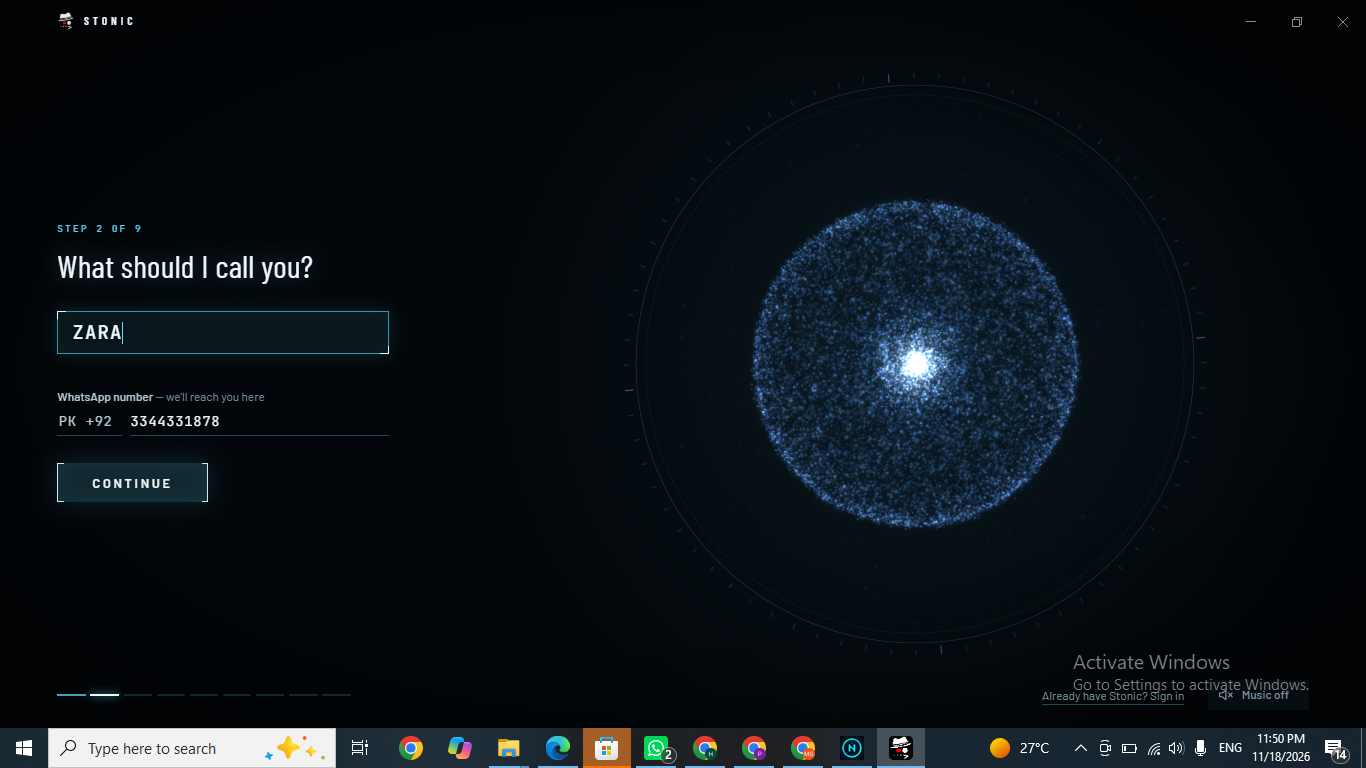 STONIC
STEP 2 OF 9
What should I call you?
ZARA
WhatsApp number — we'll reach you here
PK +92 3344331878
CONTINUE
Activate Windows
Go to Settings to activate Windows.
Already have Stonic? Sign in
Music off
Type here to search
2
H
P
MS
N
27°C
ENG
11:50 PM
11/18/2026
14